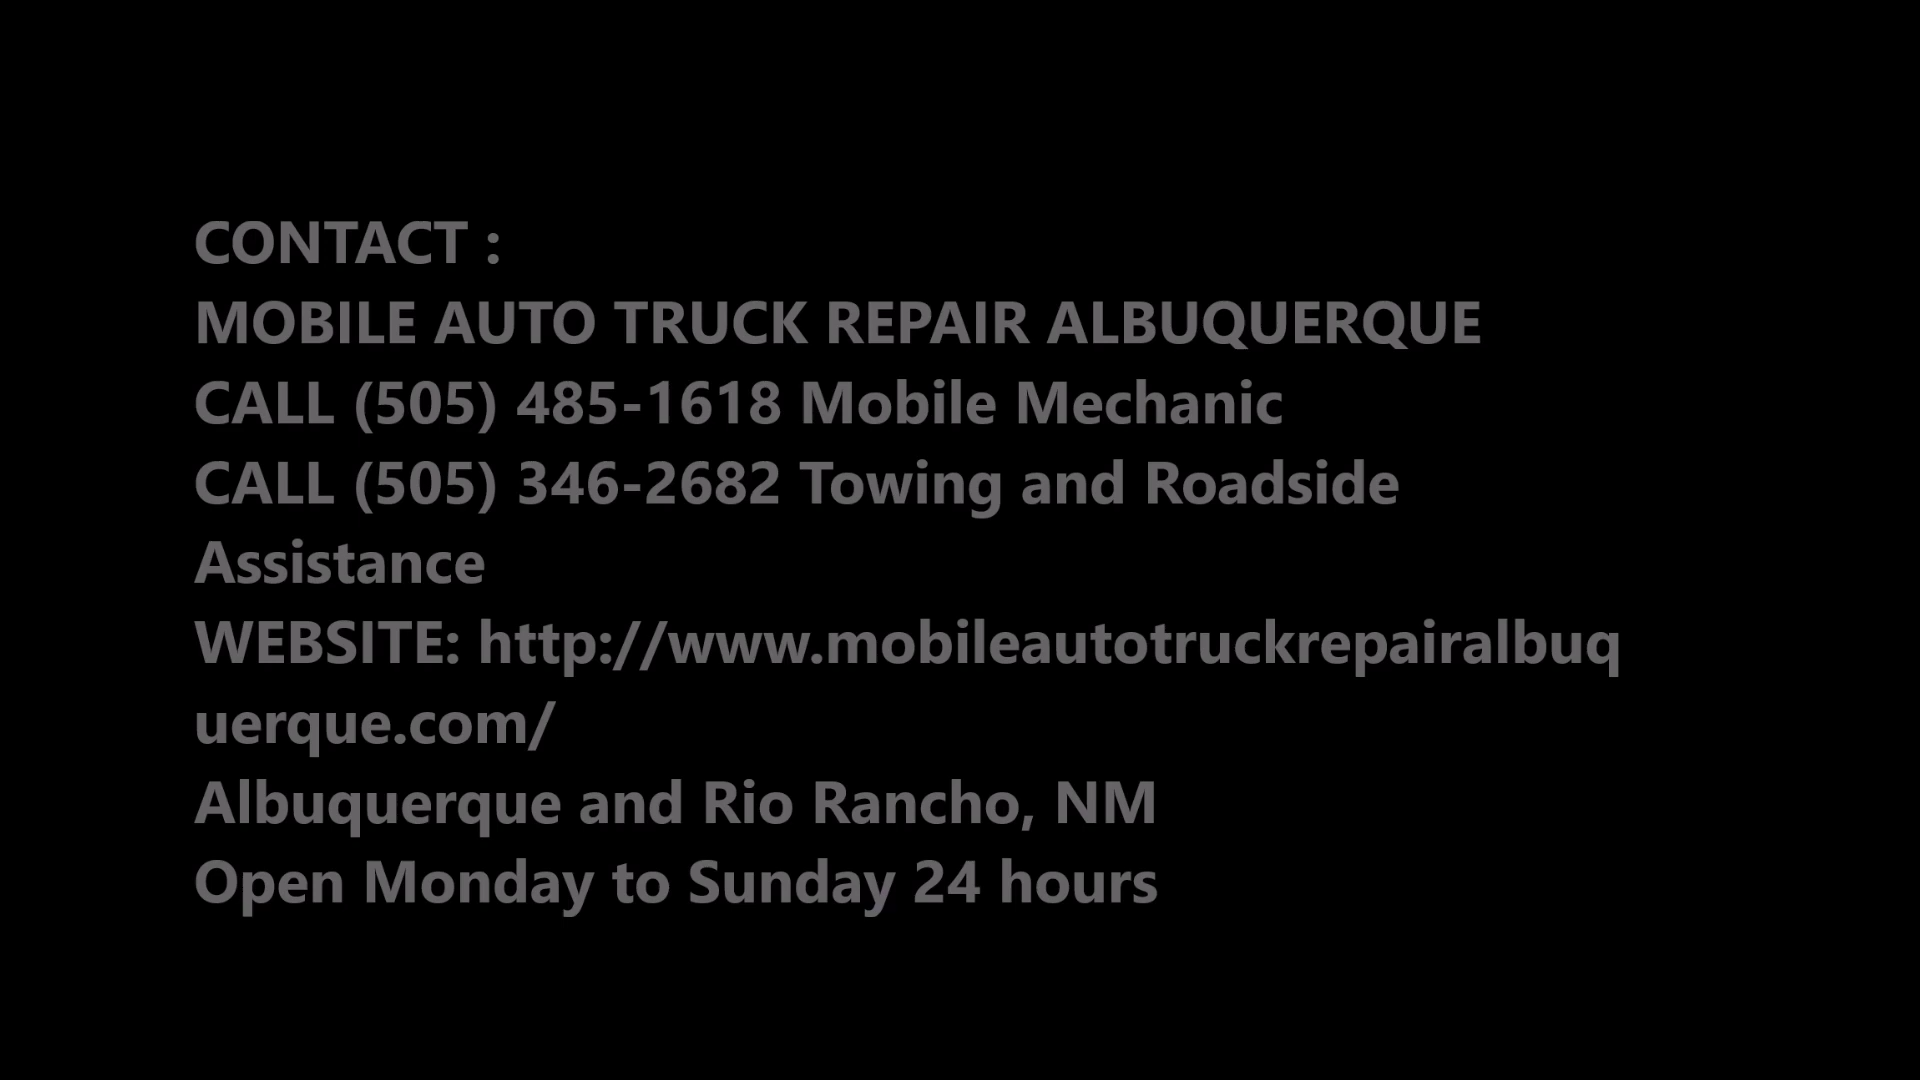 CONTACT :
MOBILE AUTO TRUCK REPAIR ALBUQUERQUE
CALL (505) 485-1618 Mobile Mechanic
CALL (505) 346-2682 Towing and Roadside
Assistance
WEBSITE: http://www.mobileautotruckrepairalbuq
uerque.com/
Albuquerque and Rio Rancho, NM
Open Monday to Sunday 24 hours